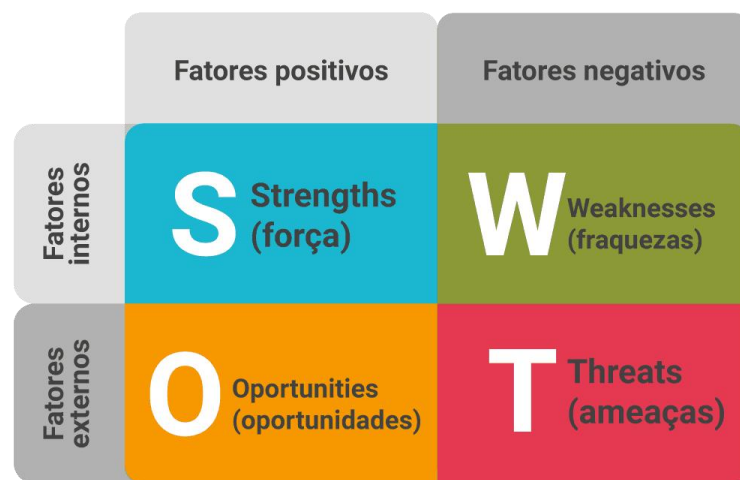 Fatores positivos
Fatores negativos
Fatores
internos
S
Strengths
(força)
W
Weaknesses
(fraquezas)
Fatores
externos
O
Oportunities
(oportunidades)
T
Threats
(ameaças)